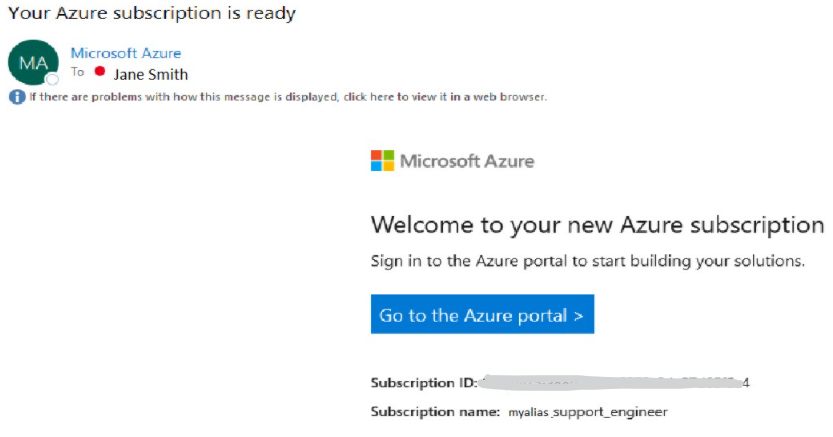 Your Azure subscription is ready
MA
Microsoft Azure
To Jane Smith
i If there are problems with how this message is displayed, click here to view it in a web browser.
Microsoft Azure
Welcome to your new Azure subscription
Sign in to the Azure portal to start building your solutions.
Go to the Azure portal >
Subscription ID: 4
Subscription name: myalias_support_engineer